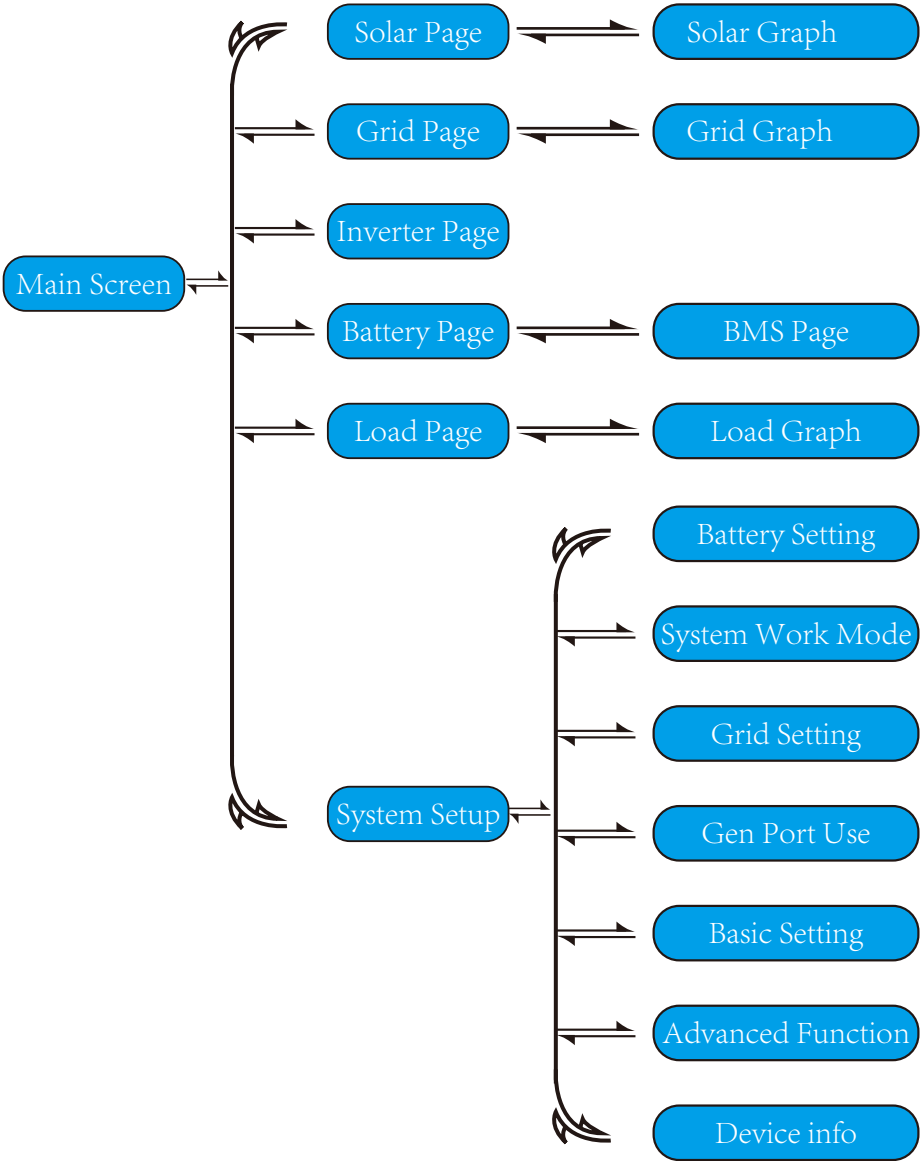 Solar Page
Solar Graph
Grid Page
Grid Graph
Inverter Page
Main Screen
Battery Page
BMS Page
Load Page
Load Graph
Battery Setting
System Work Mode
Grid Setting
System Setup
Gen Port Use
Basic Setting
Advanced Function
Device info